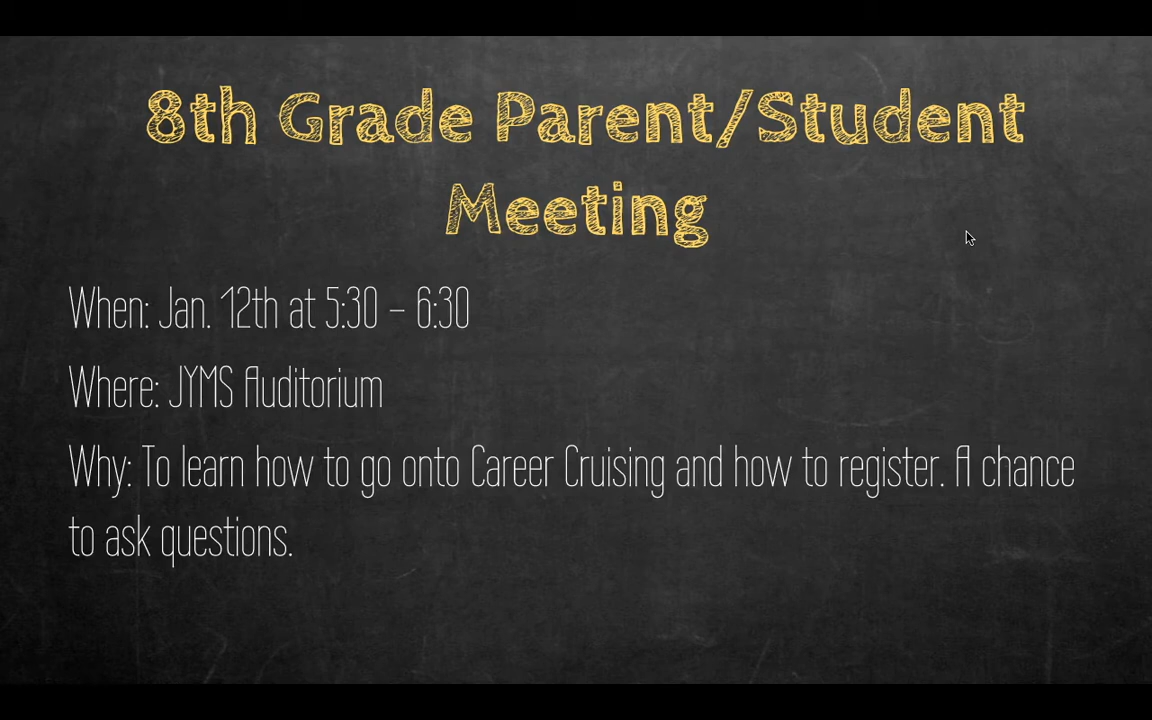 8th Grade Parent/Student
Meeting
When: Jan. 12th at 5:30 – 6:30
Where: JYMS Auditorium
Why: To learn how to go onto Career Cruising and how to register. A chance
to ask questions.